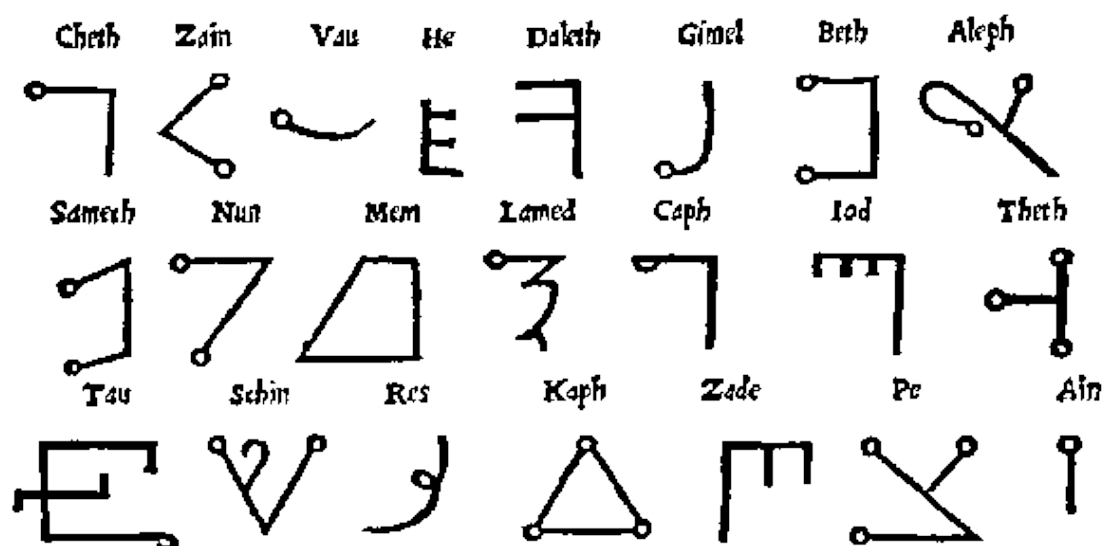 Cheth Zain Vau He Daleth Gimel Beth Aleph
Samech Nun Mem Lamed Caph Iod Theth
Tau Schin Res Kaph Zade Pe Ain